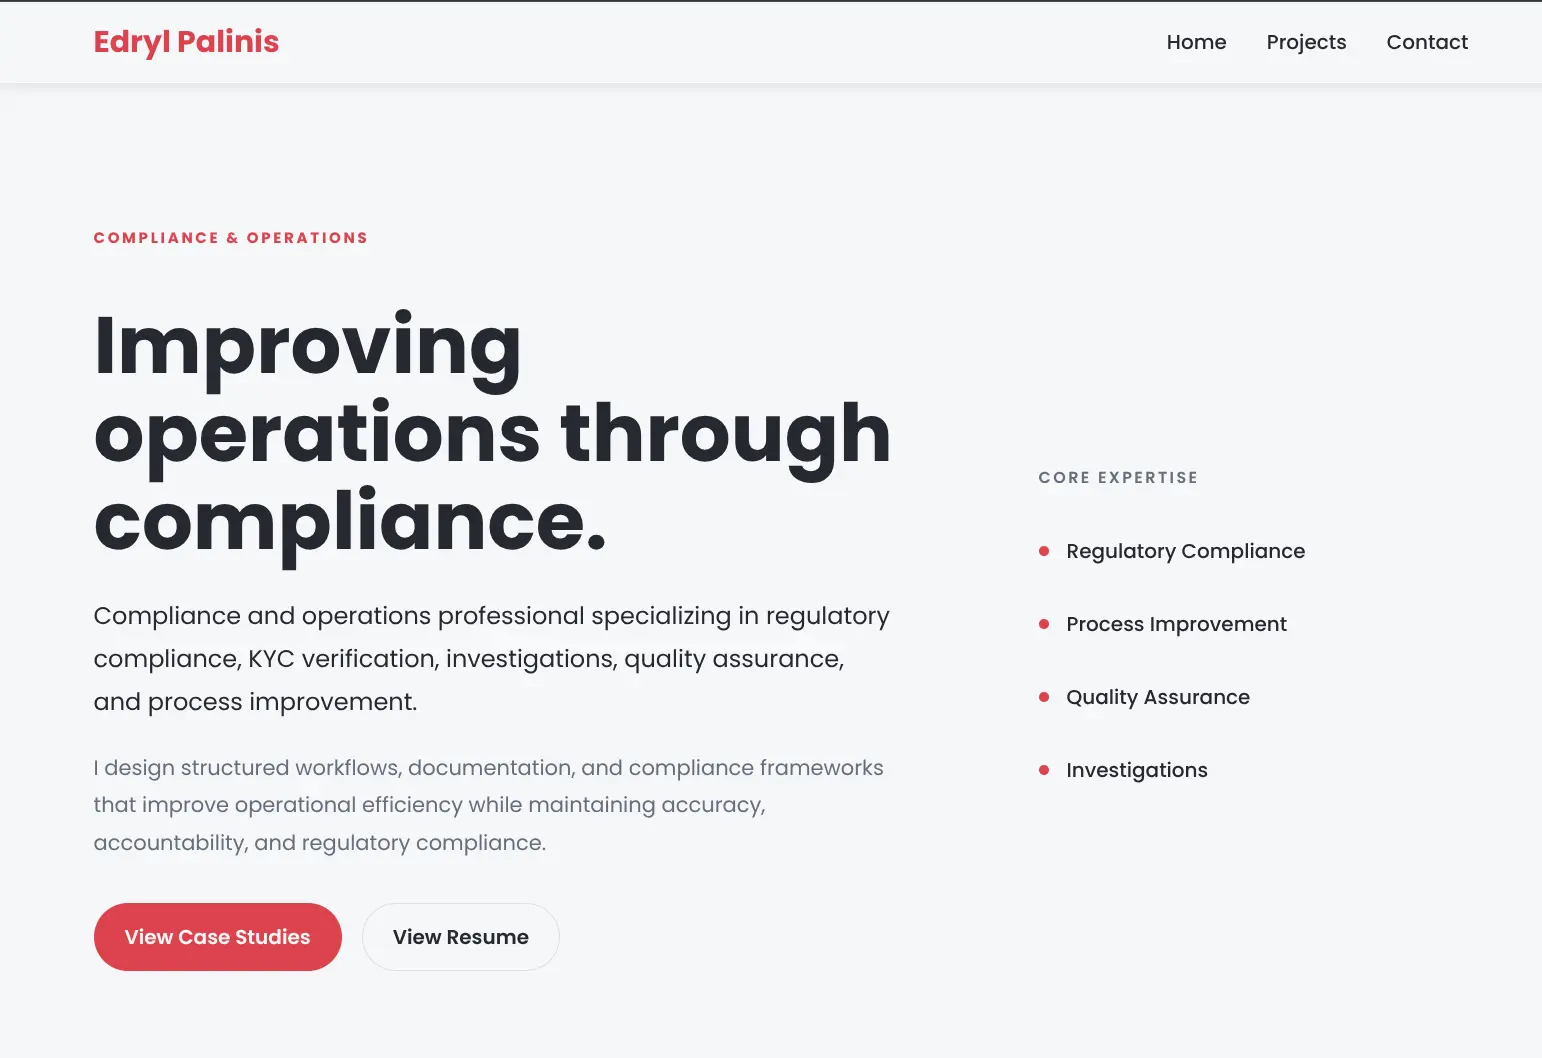 Edryl Palinis
Home
Projects
Contact
COMPLIANCE & OPERATIONS
Improving
operations through
compliance.
Compliance and operations professional specializing in regulatory
compliance, KYC verification, investigations, quality assurance,
and process improvement.
I design structured workflows, documentation, and compliance frameworks
that improve operational efficiency while maintaining accuracy,
accountability, and regulatory compliance.
View Case Studies
View Resume
CORE EXPERTISE
Regulatory Compliance
Process Improvement
Quality Assurance
Investigations